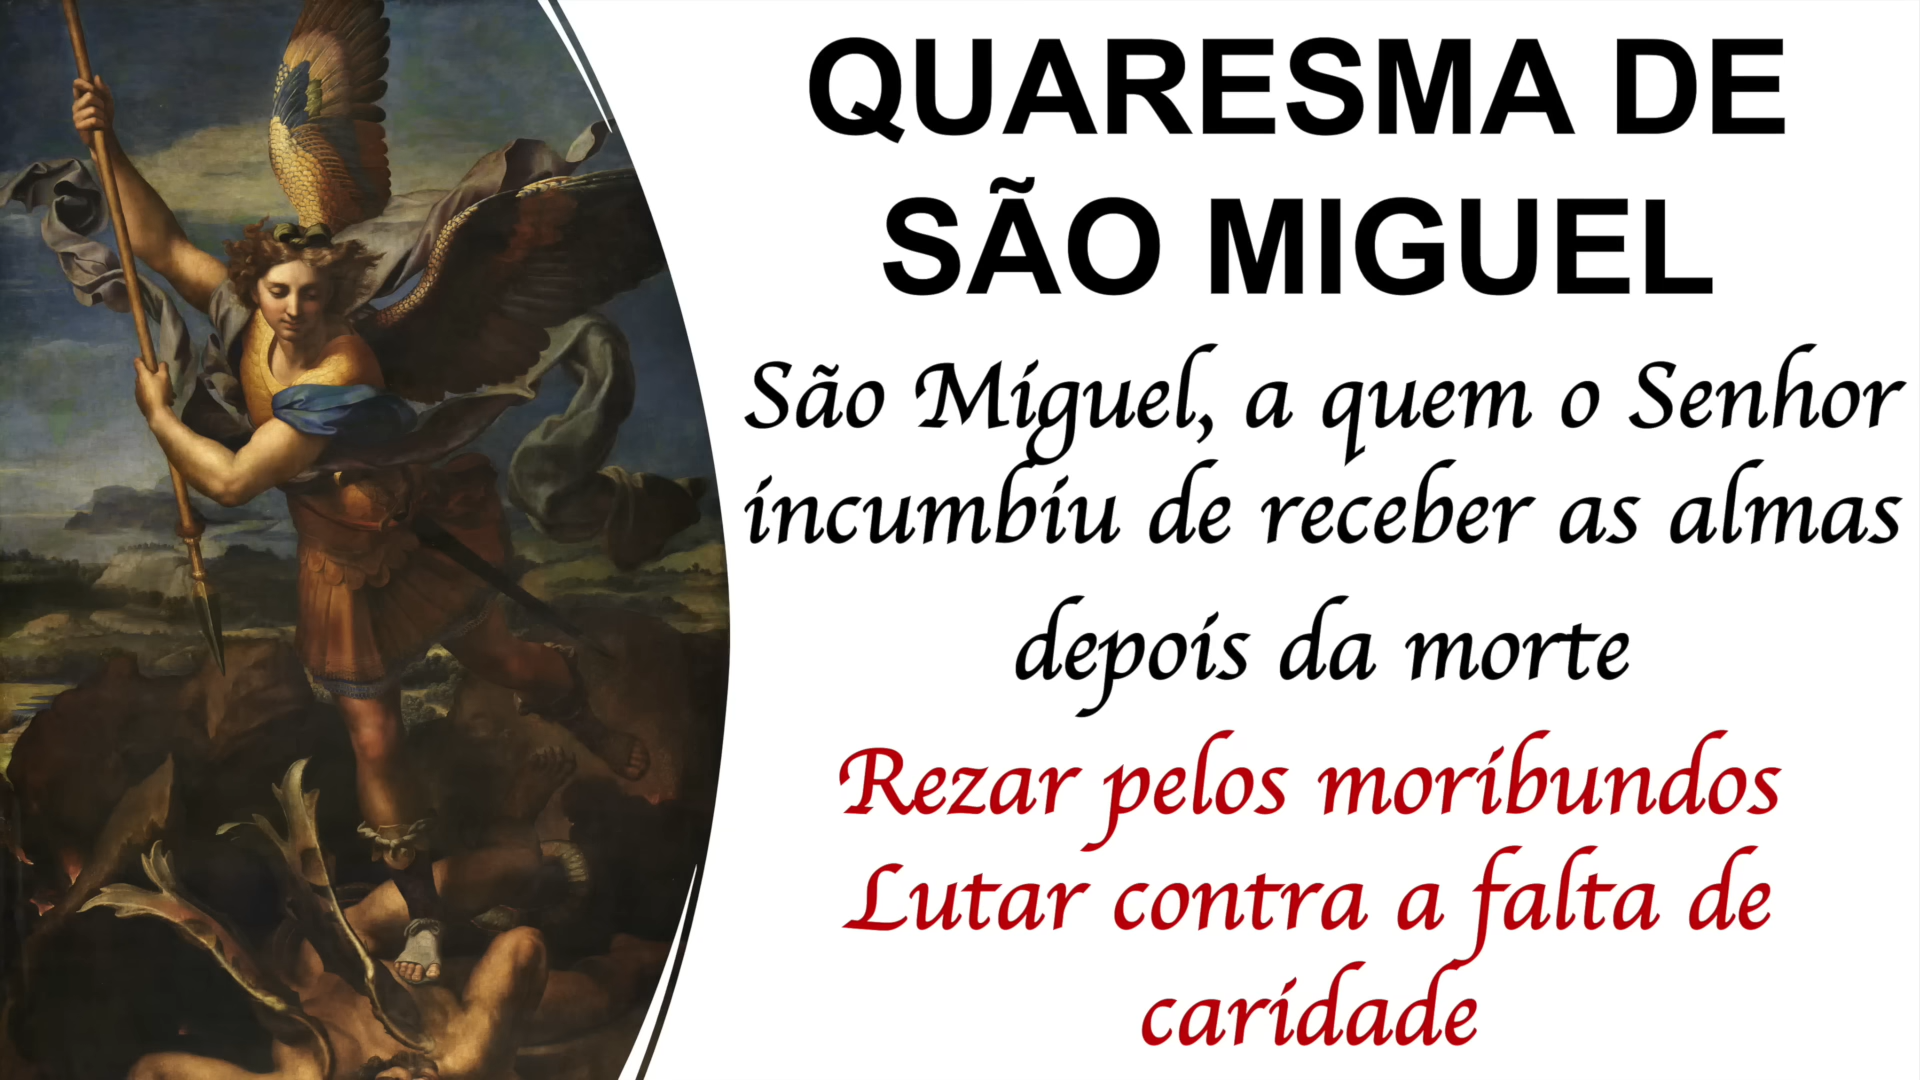 QUARESMA DE
SÃO MIGUEL
São Miguel, a quem o Senhor
incumbiu de receber as almas
depois da morte
Rezar pelos moribundos
Lutar contra a falta de
caridade